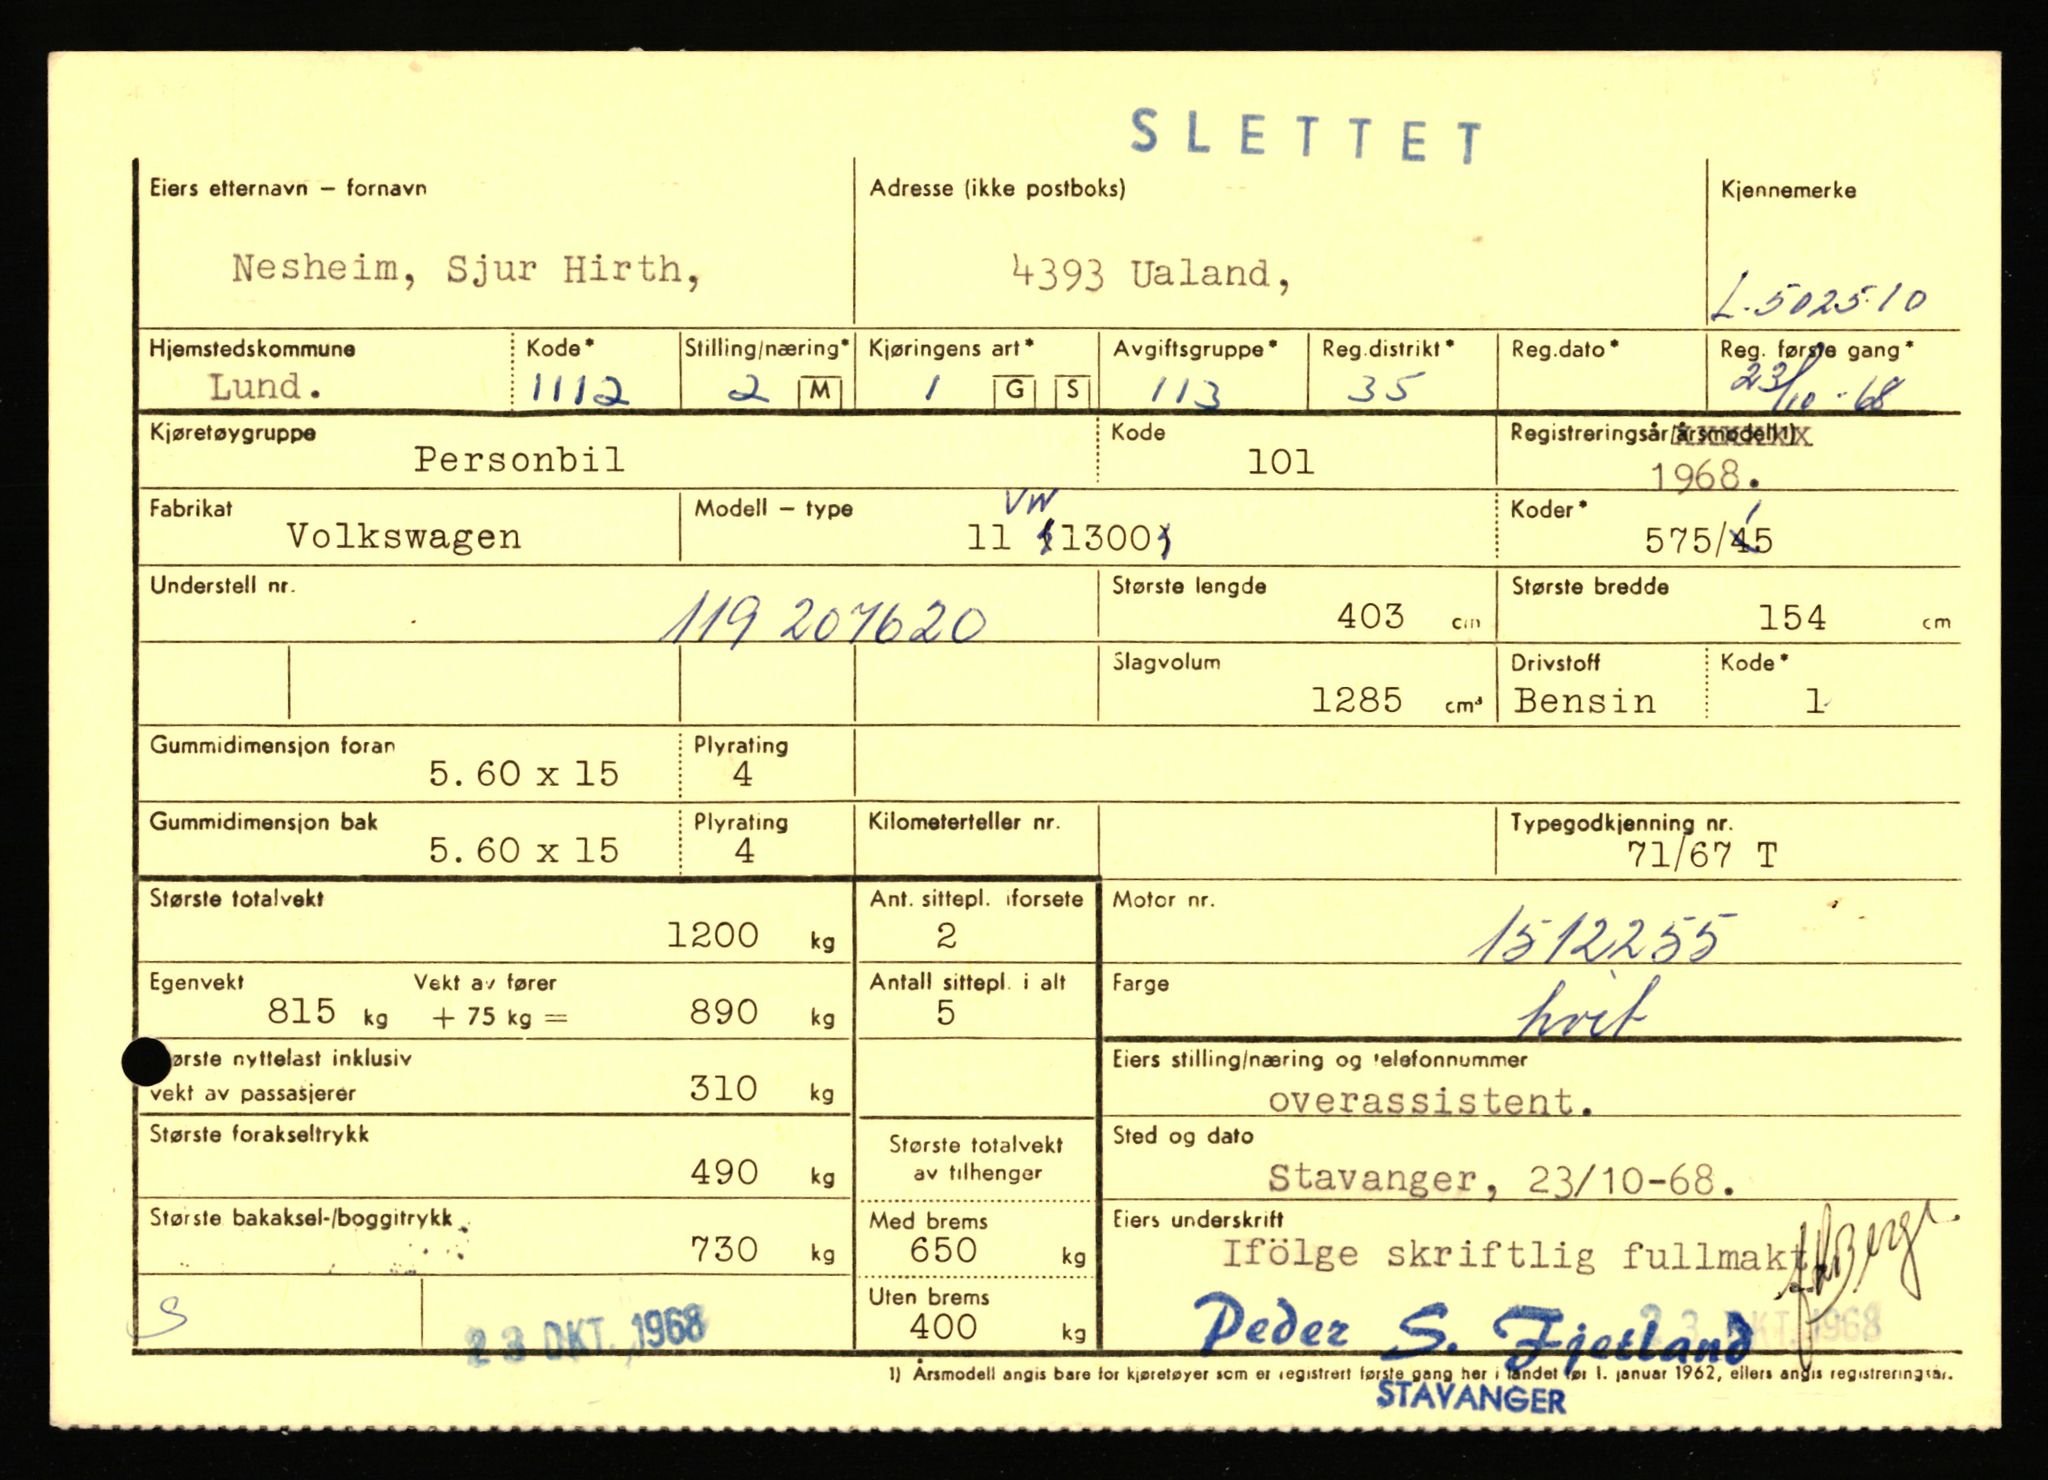 SLETTET
Eiers etternavn – fornavn Adresse (ikke postboks) Kjennemerke
Nesheim, Sjur Hirth, 4393 Ualand, L-502510
Hjemstedskommune Kode* Stilling/næring* Kjøringens art* Avgiftsgruppe* Reg.distrikt* Reg.dato* Reg. første gang*
Lund. 1112 2 M 1 G S 113 35 23/10-68
Kjøretøygruppe Kode Registreringsår (årsmodell1)
Personbil 101 1968.
Fabrikat Modell – type VW Koder*
Volkswagen 11 (1300) 575/45 1
Understell nr. Største lengde Største bredde
119 207620 403 cm 154 cm
Slagvolum Drivstoff Kode*
1285 cm³ Bensin 1
Gummidimensjon foran Plyrating
5.60 x 15 4
Gummidimensjon bak Plyrating Kilometerteller nr. Typegodkjenning nr.
5.60 x 15 4 71/67 T
Største totalvekt Ant. sittepl. iforsete Motor nr.
1200 kg 2 1512255
Egenvekt Vekt av fører Antall sittepl. i alt Farge
815 kg + 75 kg = 890 kg 5 hvit
ørste nyttelast inklusiv Eiers stilling/næring og telefonnummer
vekt av passasjerer 310 kg overassistent.
Største forakseltrykk Største totalvekt Sted og dato
490 kg av tilhenger Stavanger, 23/10-68.
Største bakaksel-/boggitrykk Med brems Eiers underskrift
730 kg 650 kg Ifölge skriftlig fullmakt
S 23 OKT. 1968 Uten brems 23 OKT. 1968
400 kg Peder S. Fjetland
1) Årsmodell angis bare for kjøretøyer som er registrert første gang her i landet før 1. januar 1962, ellers angis registreringsår.
STAVANGER